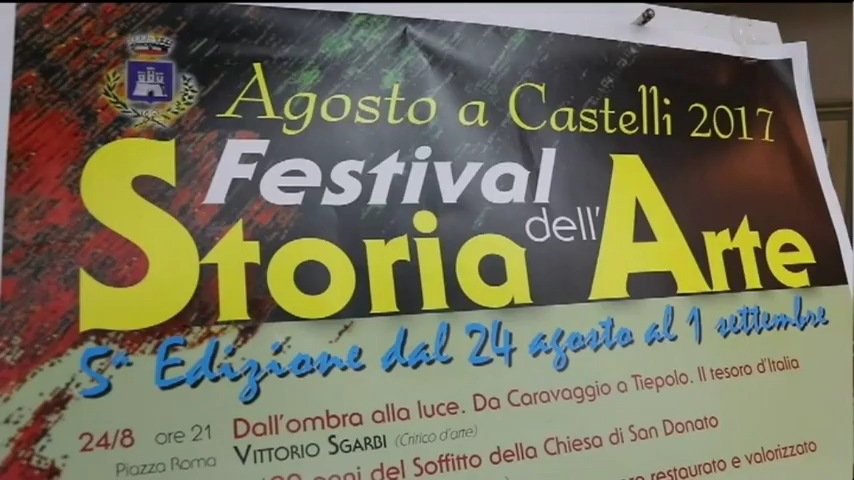 Agosto a Castelli 2017
Festival
Storia dell'Arte
5ª Edizione dal 24 agosto al 1 settembre
24/8 ore 21 Dall'ombra alla luce. Da Caravaggio a Tiepolo. Il tesoro d'Italia
Piazza Roma VITTORIO SGARBI (Critico d'arte)
anni del Soffitto della Chiesa di San Donato
restaurato e valorizzato